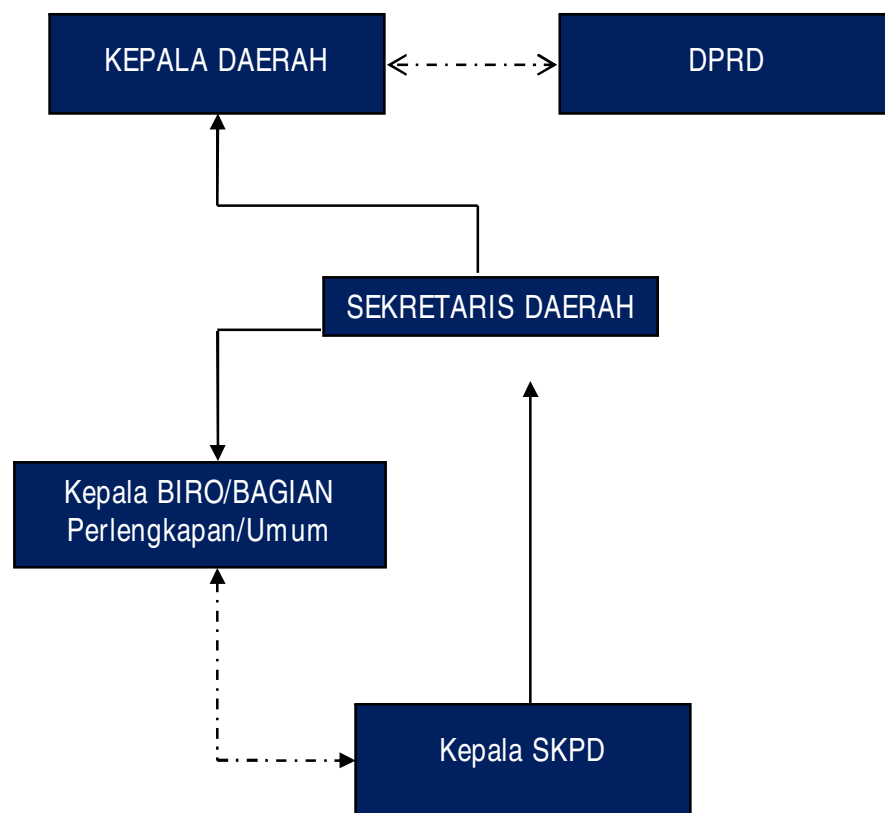 KEPALA DAERAH
DPRD
SEKRETARIS DAERAH
Kepala BIRO/BAGIAN
Perlengkapan/Umum
Kepala SKPD